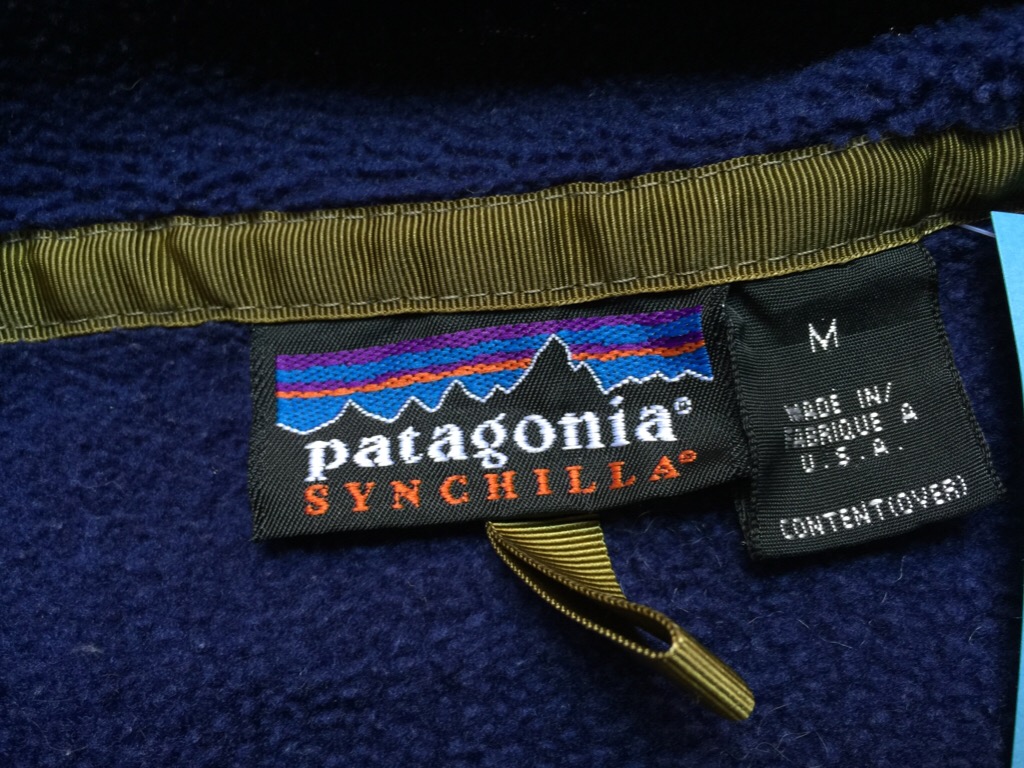 patagonia®
SYNCHILLA®
M
MADE IN/
FABRIQUE A
U.S.A.
CONTENT(OVER)